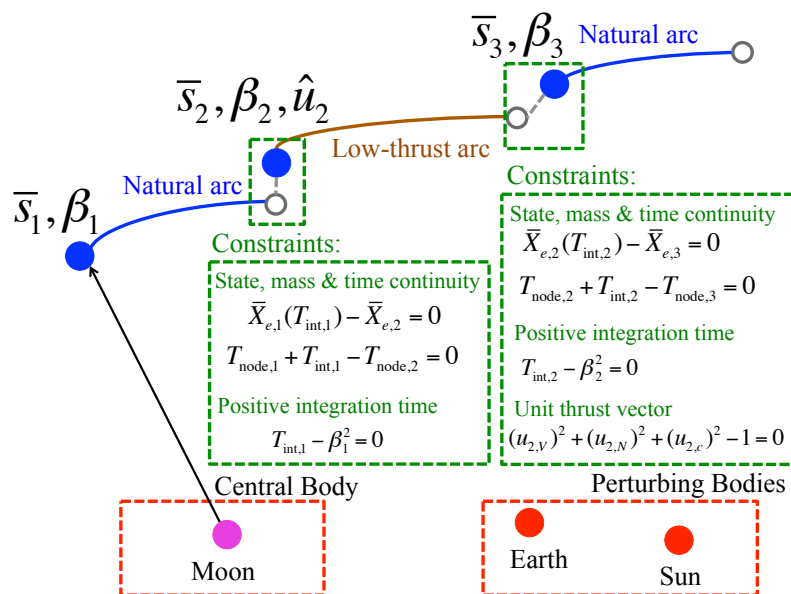 s̅₃, β₃
Natural arc
s̅₂, β₂, û₂
Low-thrust arc
Natural arc
s̅₁, β₁
Constraints:
State, mass & time continuity
X̅ₑ,₁(T_int,1) − X̅ₑ,₂ = 0
T_node,1 + T_int,1 − T_node,2 = 0
Positive integration time
T_int,1 − β₁² = 0
Constraints:
State, mass & time continuity
X̅ₑ,₂(T_int,2) − X̅ₑ,₃ = 0
T_node,2 + T_int,2 − T_node,3 = 0
Positive integration time
T_int,2 − β₂² = 0
Unit thrust vector
(u_2,V)² + (u_2,N)² + (u_2,c)² − 1 = 0
Central Body
Moon
Perturbing Bodies
Earth
Sun